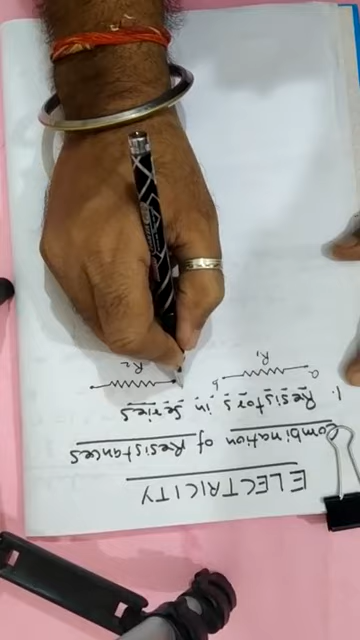 ELECTRICITY
Combination of Resistances
1. Resistors in Series
a R1 b R2